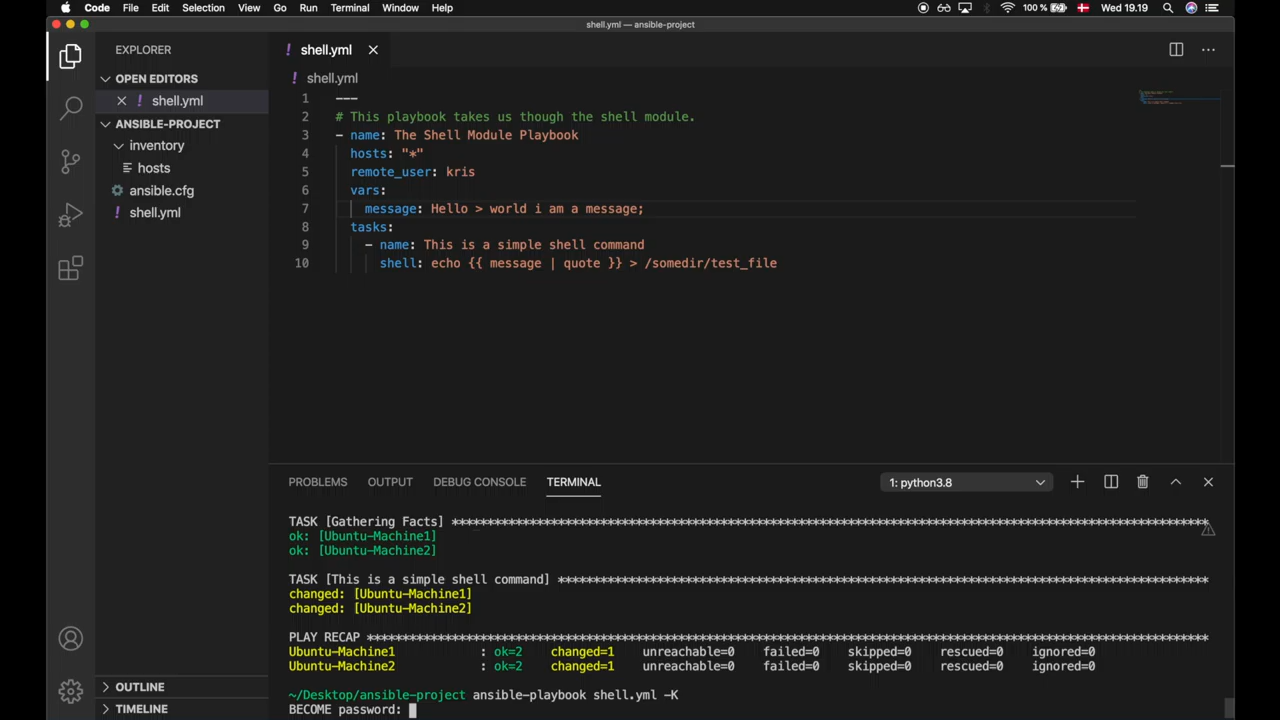 Code File Edit Selection View Go Run Terminal Window Help 100 % Wed 19.19
shell.yml — ansible-project
EXPLORER
OPEN EDITORS
! shell.yml
ANSIBLE-PROJECT
inventory
hosts
ansible.cfg
! shell.yml
OUTLINE
TIMELINE
! shell.yml
! shell.yml
1 ---
2 # This playbook takes us though the shell module.
3 - name: The Shell Module Playbook
4 hosts: "*"
5 remote_user: kris
6 vars:
7 message: Hello > world i am a message;
8 tasks:
9 - name: This is a simple shell command
10 shell: echo {{ message | quote }} > /somedir/test_file
PROBLEMS OUTPUT DEBUG CONSOLE TERMINAL 1: python3.8
TASK [Gathering Facts] *******************************************************************************************************
ok: [Ubuntu-Machine1]
ok: [Ubuntu-Machine2]
TASK [This is a simple shell command] ****************************************************************************************
changed: [Ubuntu-Machine1]
changed: [Ubuntu-Machine2]
PLAY RECAP *******************************************************************************************************************
Ubuntu-Machine1 : ok=2 changed=1 unreachable=0 failed=0 skipped=0 rescued=0 ignored=0
Ubuntu-Machine2 : ok=2 changed=1 unreachable=0 failed=0 skipped=0 rescued=0 ignored=0
~/Desktop/ansible-project ansible-playbook shell.yml -K
BECOME password: